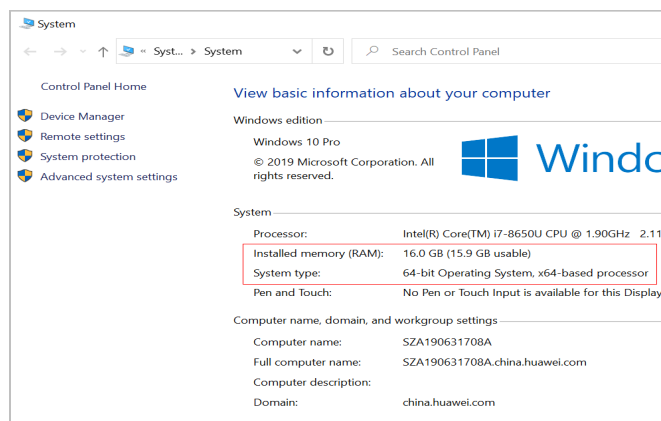 System
Syst... > System
Search Control Panel
Control Panel Home
Device Manager
Remote settings
System protection
Advanced system settings
View basic information about your computer
Windows edition
Windows 10 Pro
© 2019 Microsoft Corporation. All
rights reserved.
Windo
System
Processor: Intel(R) Core(TM) i7-8650U CPU @ 1.90GHz 2.11
Installed memory (RAM): 16.0 GB (15.9 GB usable)
System type: 64-bit Operating System, x64-based processor
Pen and Touch: No Pen or Touch Input is available for this Display
Computer name, domain, and workgroup settings
Computer name: SZA190631708A
Full computer name: SZA190631708A.china.huawei.com
Computer description:
Domain: china.huawei.com